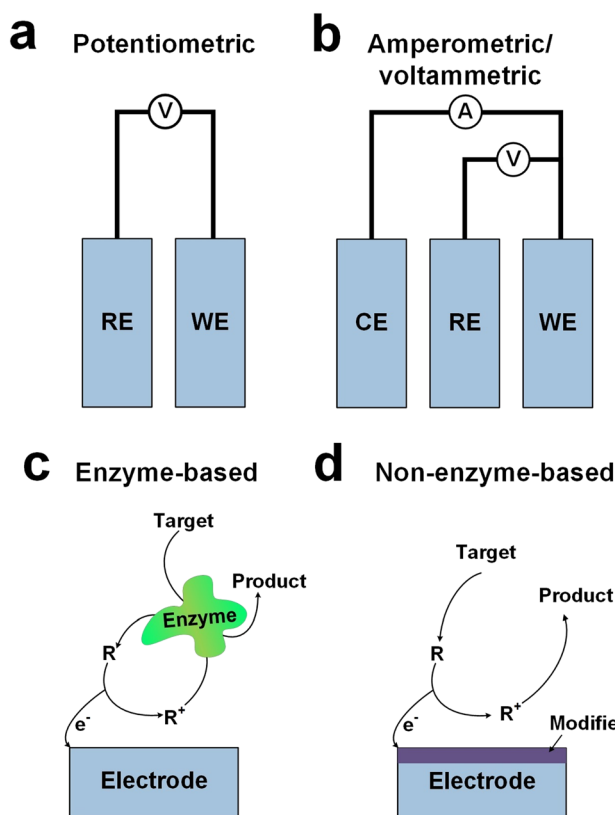 a
Potentiometric
V
RE
WE
b
Amperometric/
voltammetric
A
V
CE
RE
WE
c
Enzyme-based
Target
Product
Enzyme
R
R+
e-
Electrode
d
Non-enzyme-based
Target
Product
R
R+
e-
Modifie
Electrode